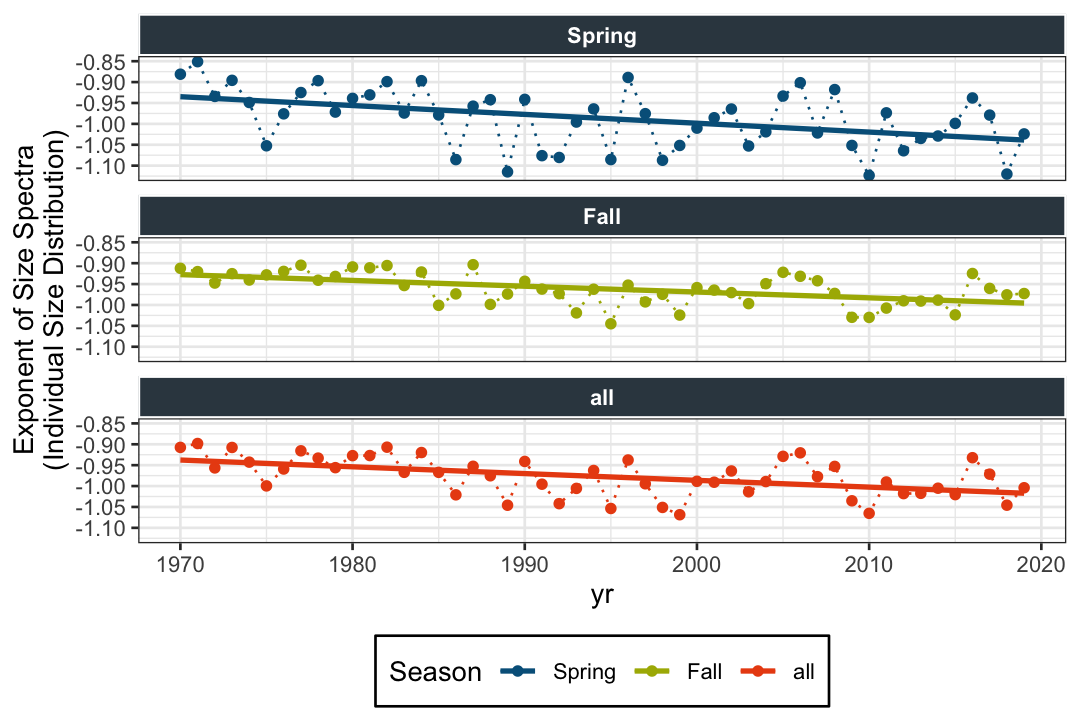 Spring
-0.85
-0.90
-0.95
-1.00
-1.05
-1.10
Fall
-0.85
-0.90
-0.95
-1.00
-1.05
-1.10
all
-0.85
-0.90
-0.95
-1.00
-1.05
-1.10
Exponent of Size Spectra
(Individual Size Distribution)
1970 1980 1990 2000 2010 2020
yr
Season Spring Fall all